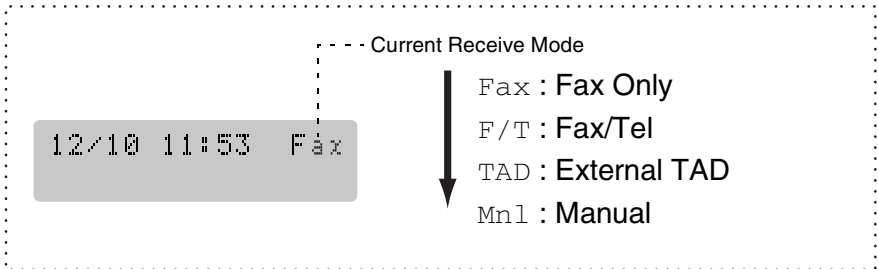 Current Receive Mode
Fax : Fax Only
F/T : Fax/Tel
12/10 11:53 Fax
TAD : External TAD
Mnl : Manual